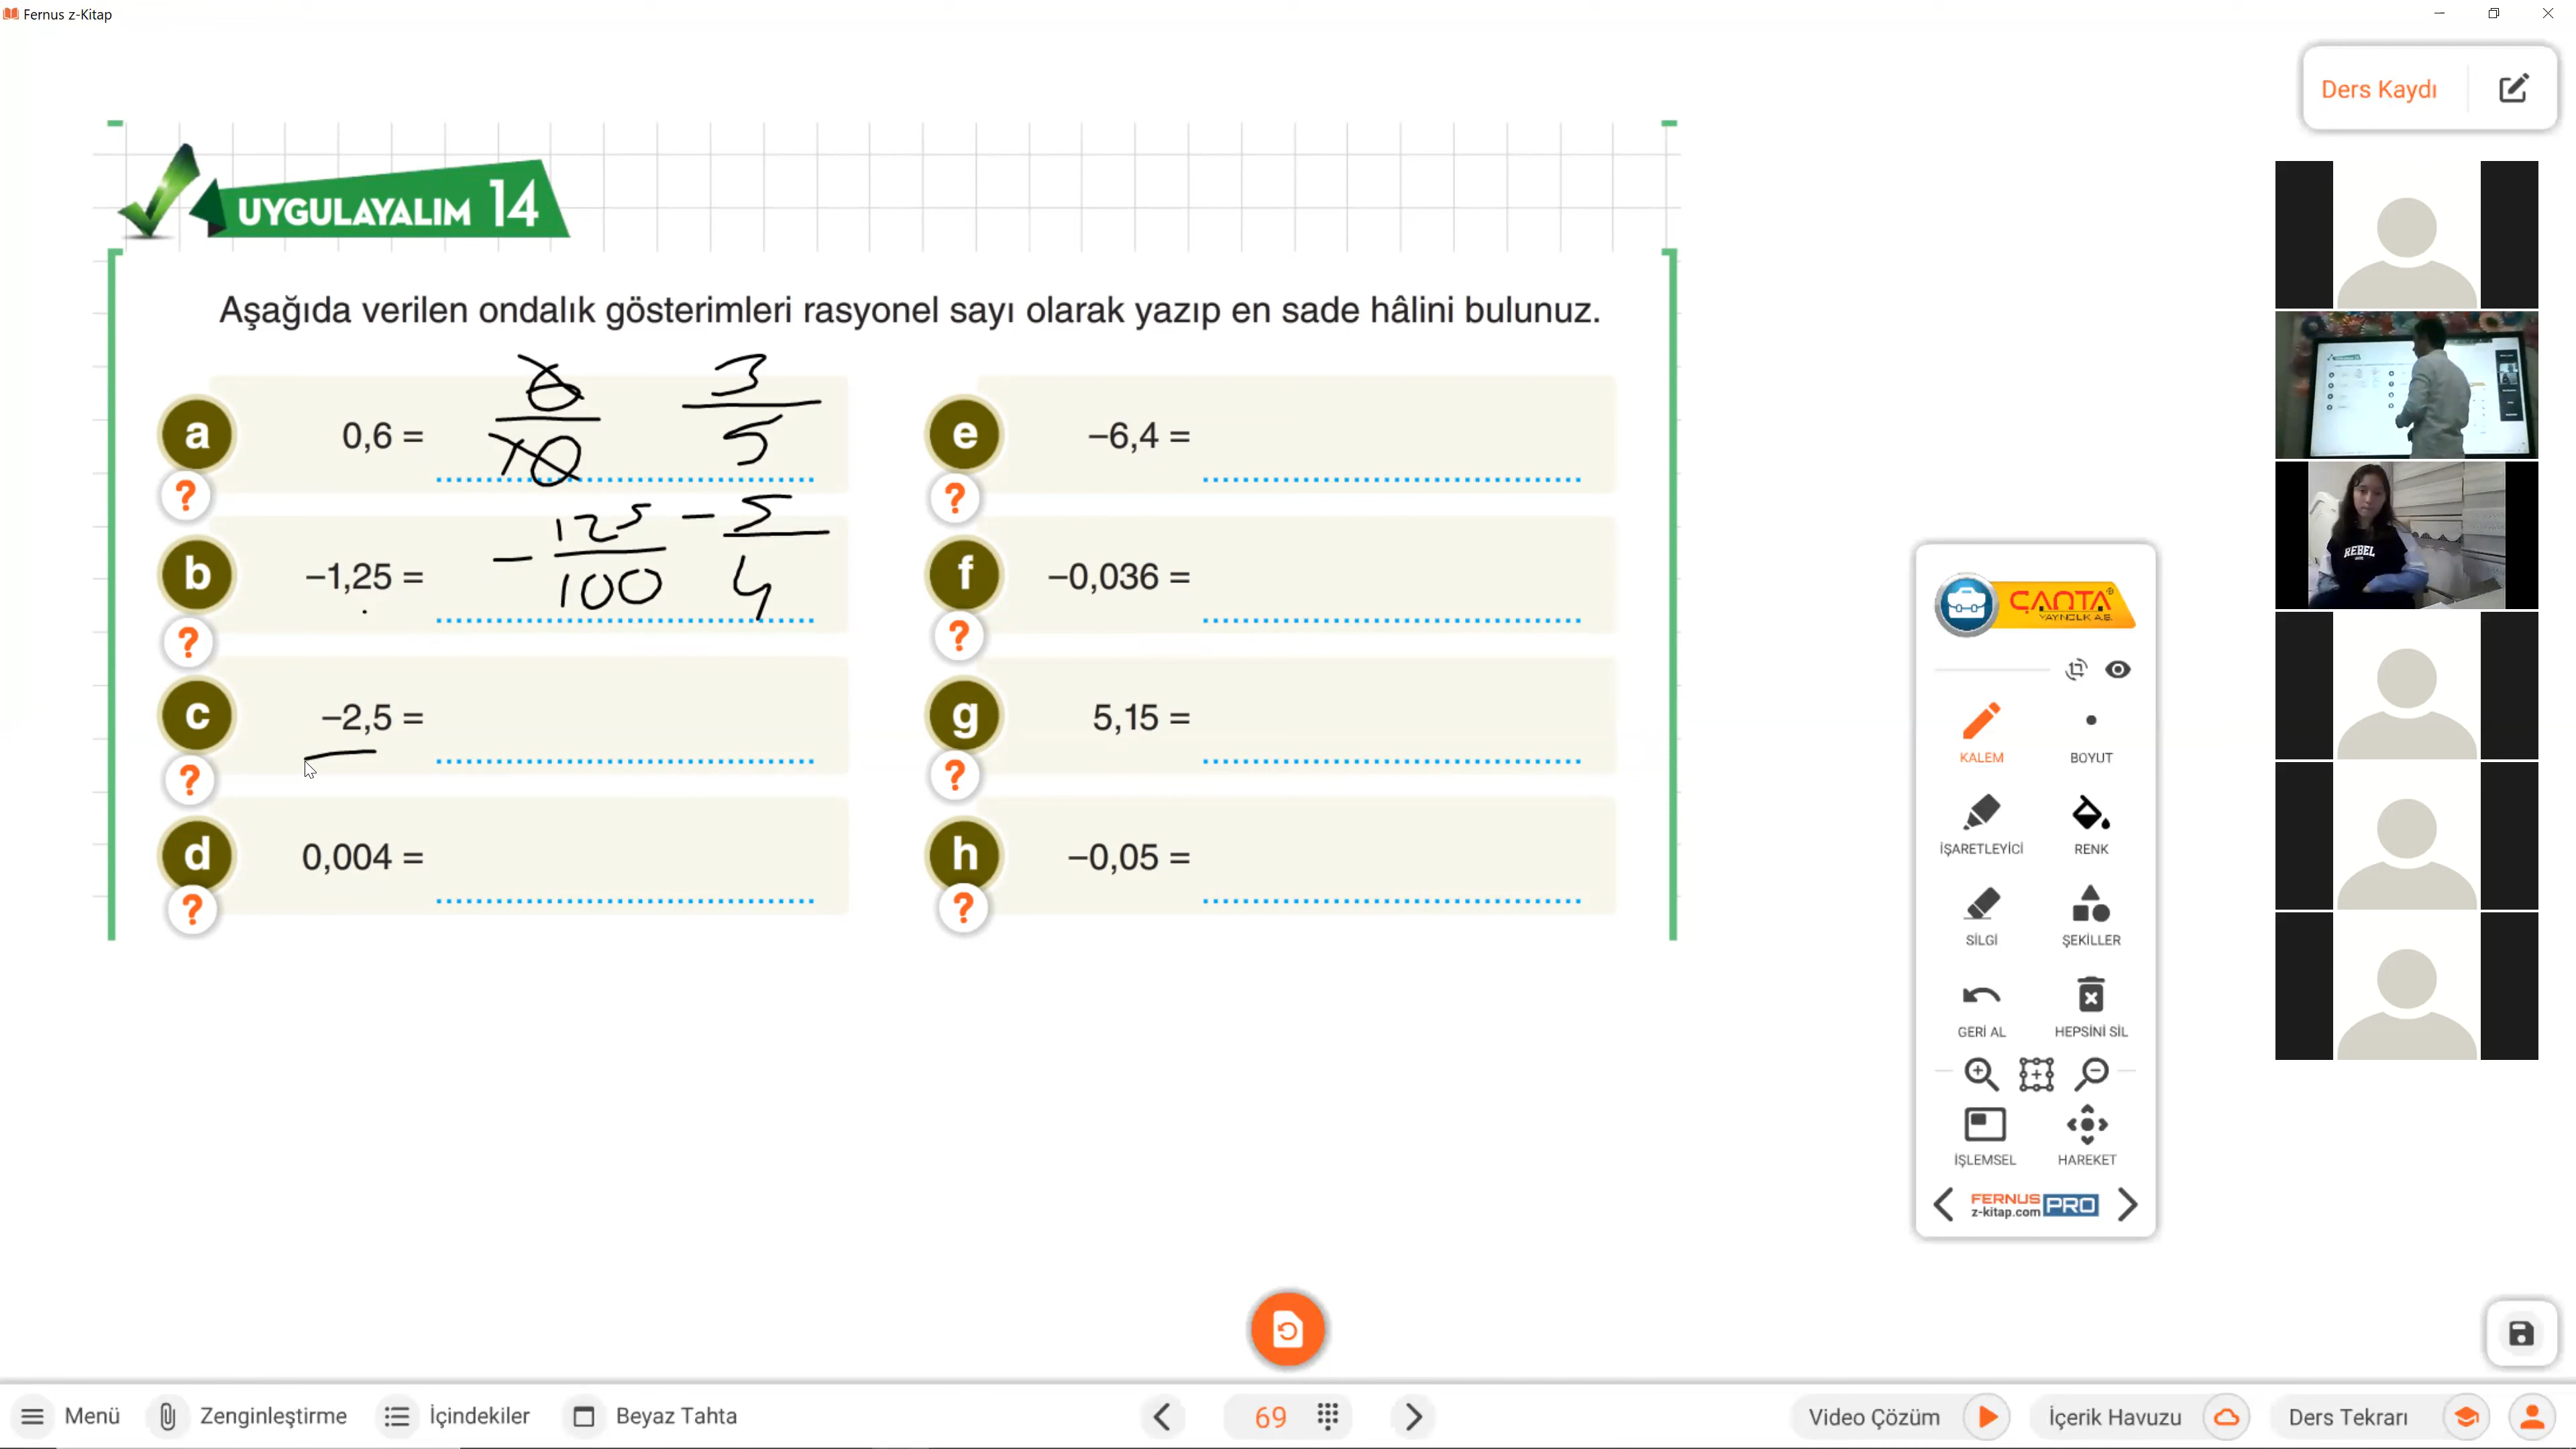 Fernus z-Kitap
Ders Kaydı
UYGULAYALIM 14
Aşağıda verilen ondalık gösterimleri rasyonel sayı olarak yazıp en sade hâlini bulunuz.
a 0,6 = 6/10 3/5
?
b –1,25 = -125/100 -5/4
?
c –2,5 =
?
d 0,004 =
?
e –6,4 =
?
f –0,036 =
?
g 5,15 =
?
h –0,05 =
?
REBEL
ÇANTA
YAYINCILIK A.Ş.
KALEM BOYUT
İŞARETLEYİCİ RENK
SİLGİ ŞEKİLLER
GERİ AL HEPSİNİ SİL
İŞLEMSEL HAREKET
FERNUS
z-kitap.com PRO
Menü Zenginleştirme İçindekiler Beyaz Tahta 69 Video Çözüm İçerik Havuzu Ders Tekrarı